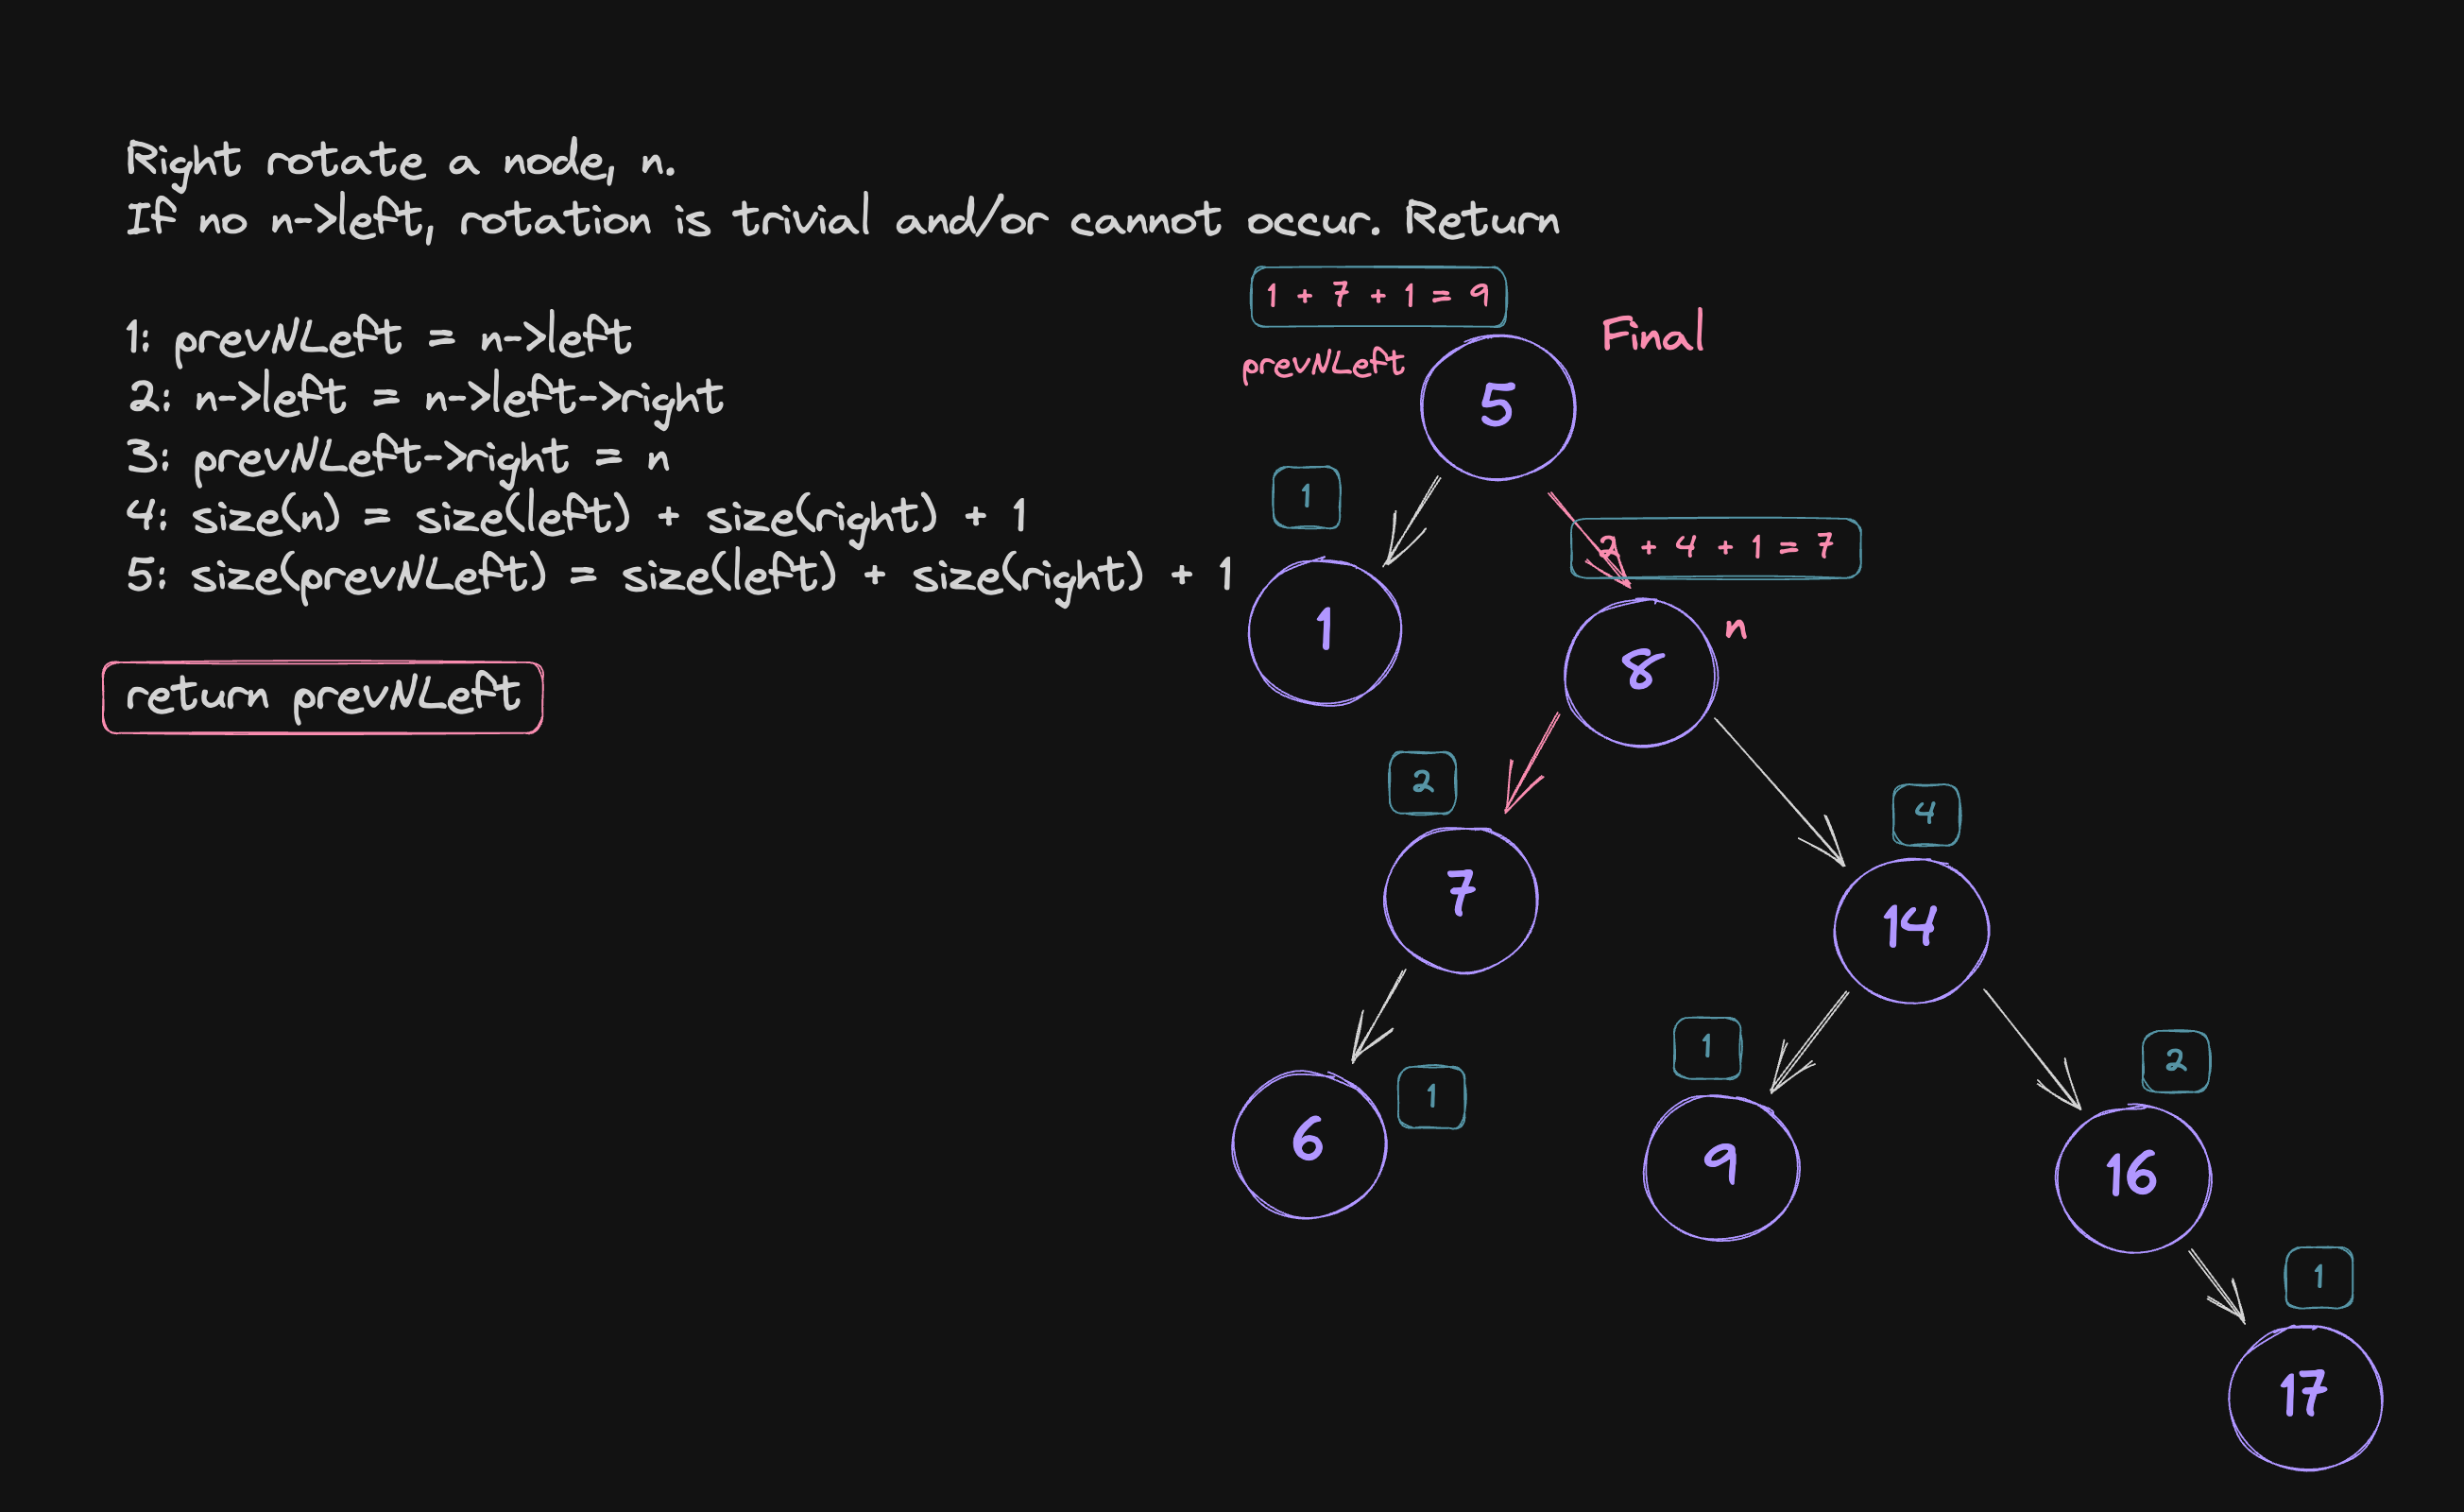 Right rotate a node, n.
If no n->left, rotation is trivial and/or cannot occur. Return
1 + 7 + 1 = 9
Final
1: prevNLeft = n->left
prevNLeft
5
2: n->left = n->left->right
3: prevNLeft->right = n
1
4: size(n) = size(left) + size(right) + 1
2 + 4 + 1 = 7
5: size(prevNLeft) = size(left) + size(right) + 1
1
n
8
return prevNLeft
2
4
7
14
1
2
1
6
9
16
1
17